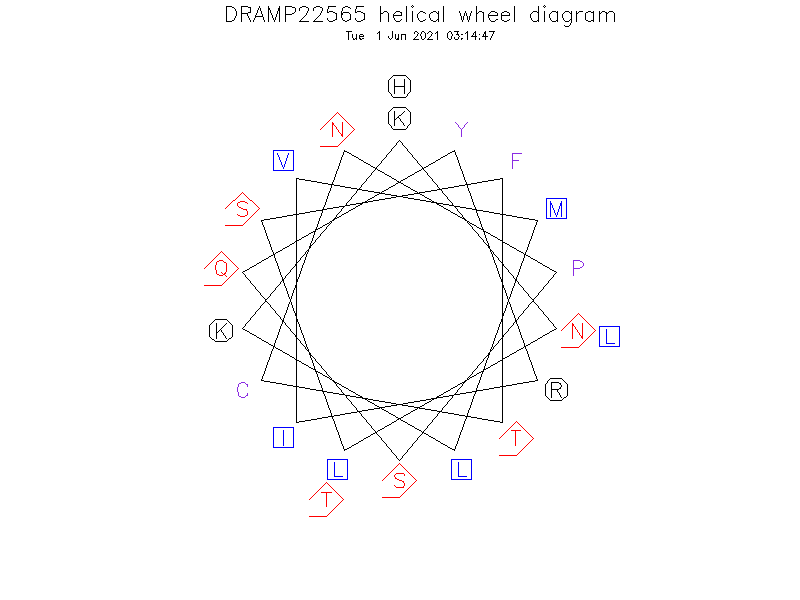 DRAMP22565 helical wheel diagram
Tue 1 Jun 2021 03:14:47
H
K
N
Y
V
F
S
M
Q
P
K
N
L
C
R
I
T
L
S
L
T